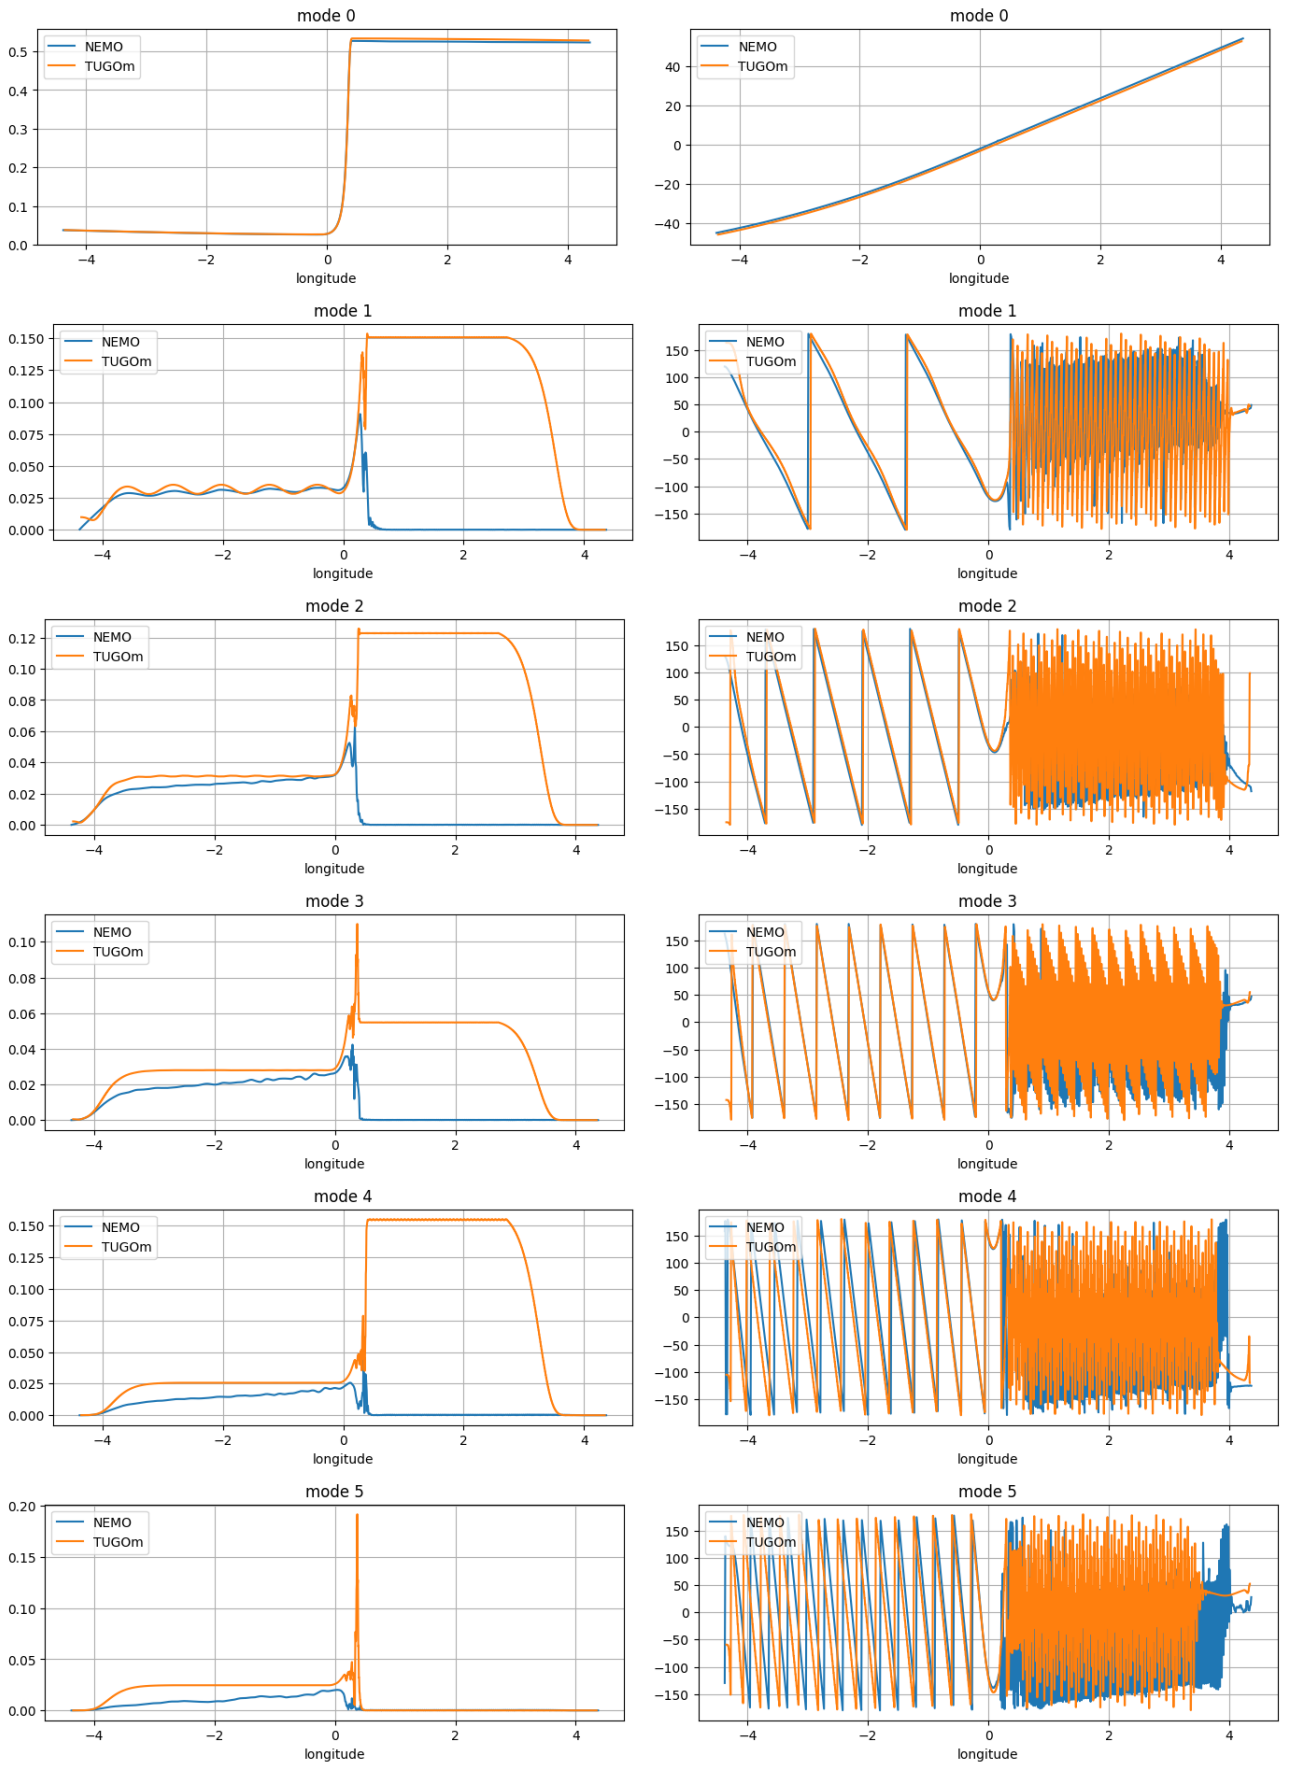 mode 0
NEMO
TUGOm
0.5
0.4
0.3
0.2
0.1
0.0
−4 −2 0 2 4
longitude
mode 0
NEMO
TUGOm
40
20
0
−20
−40
−4 −2 0 2 4
longitude
mode 1
NEMO
TUGOm
0.150
0.125
0.100
0.075
0.050
0.025
0.000
−4 −2 0 2 4
longitude
mode 1
NEMO
TUGOm
150
100
50
0
−50
−100
−150
−4 −2 0 2 4
longitude
mode 2
NEMO
TUGOm
0.12
0.10
0.08
0.06
0.04
0.02
0.00
−4 −2 0 2 4
longitude
mode 2
NEMO
TUGOm
150
100
50
0
−50
−100
−150
−4 −2 0 2 4
longitude
mode 3
NEMO
TUGOm
0.10
0.08
0.06
0.04
0.02
0.00
−4 −2 0 2 4
longitude
mode 3
NEMO
TUGOm
150
100
50
0
−50
−100
−150
−4 −2 0 2 4
longitude
mode 4
NEMO
TUGOm
0.150
0.125
0.100
0.075
0.050
0.025
0.000
−4 −2 0 2 4
longitude
mode 4
NEMO
TUGOm
150
100
50
0
−50
−100
−150
−4 −2 0 2 4
longitude
mode 5
NEMO
TUGOm
0.20
0.15
0.10
0.05
0.00
−4 −2 0 2 4
longitude
mode 5
NEMO
TUGOm
150
100
50
0
−50
−100
−150
−4 −2 0 2 4
longitude